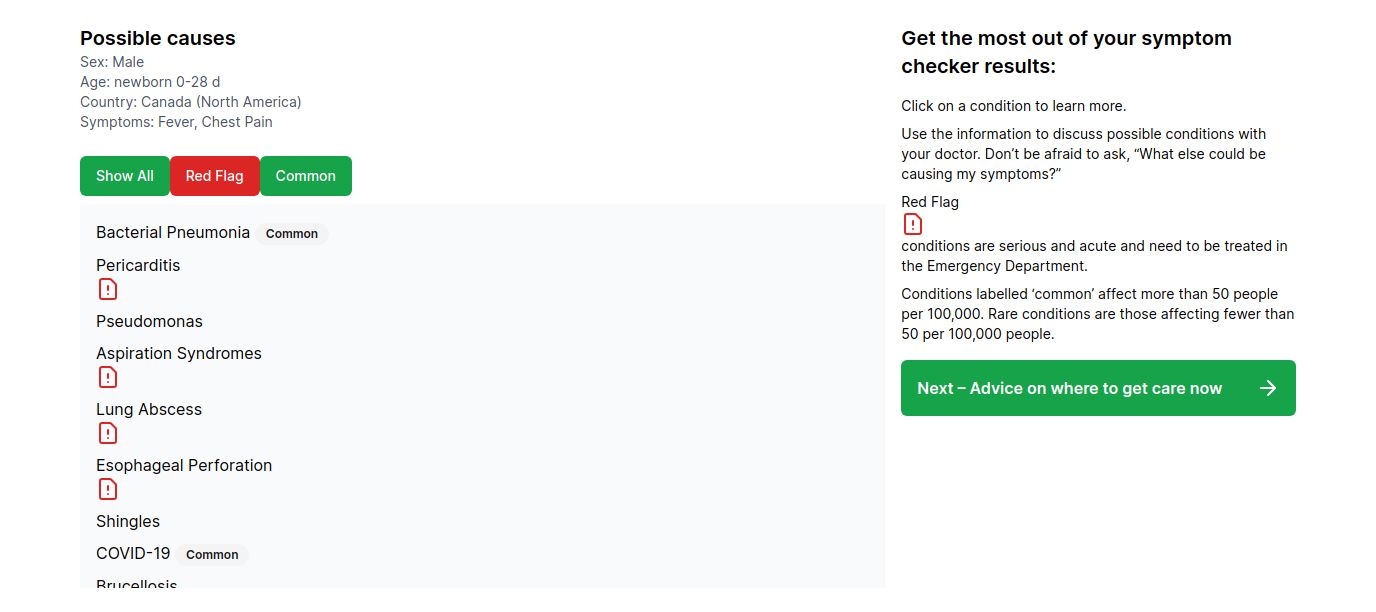 Possible causes
Sex: Male
Age: newborn 0-28 d
Country: Canada (North America)
Symptoms: Fever, Chest Pain
Show All
Red Flag
Common
Bacterial Pneumonia Common
Pericarditis
Pseudomonas
Aspiration Syndromes
Lung Abscess
Esophageal Perforation
Shingles
COVID-19 Common
Brucellosis
Get the most out of your symptom
checker results:
Click on a condition to learn more.
Use the information to discuss possible conditions with
your doctor. Don’t be afraid to ask, “What else could be
causing my symptoms?”
Red Flag
conditions are serious and acute and need to be treated in
the Emergency Department.
Conditions labelled ‘common’ affect more than 50 people
per 100,000. Rare conditions are those affecting fewer than
50 per 100,000 people.
Next – Advice on where to get care now